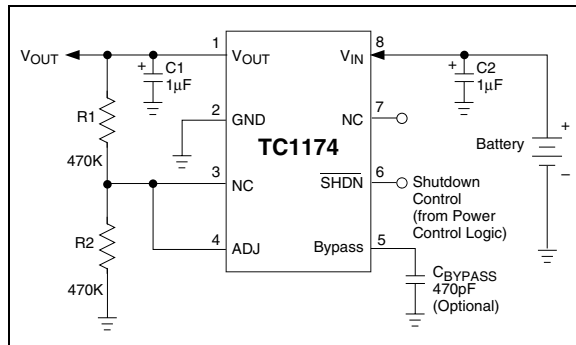 VOUT
C1
1µF
+
R1
470K
R2
470K
1
VOUT
2
GND
3
NC
4
ADJ
TC1174
8
VIN
7
NC
6
SHDN
5
Bypass
+
C2
1µF
Battery
+
–
Shutdown
Control
(from Power
Control Logic)
CBYPASS
470pF
(Optional)